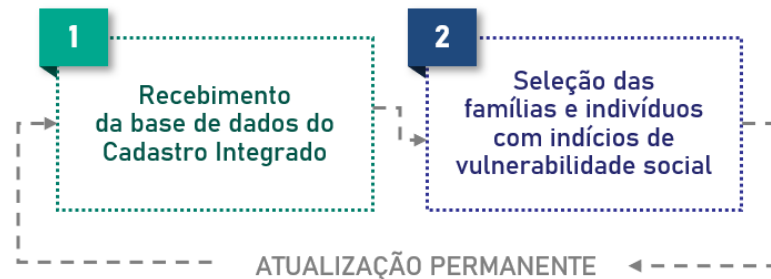 1
Recebimento
da base de dados do
Cadastro Integrado
2
Seleção das
famílias e indivíduos
com indícios de
vulnerabilidade social
ATUALIZAÇÃO PERMANENTE